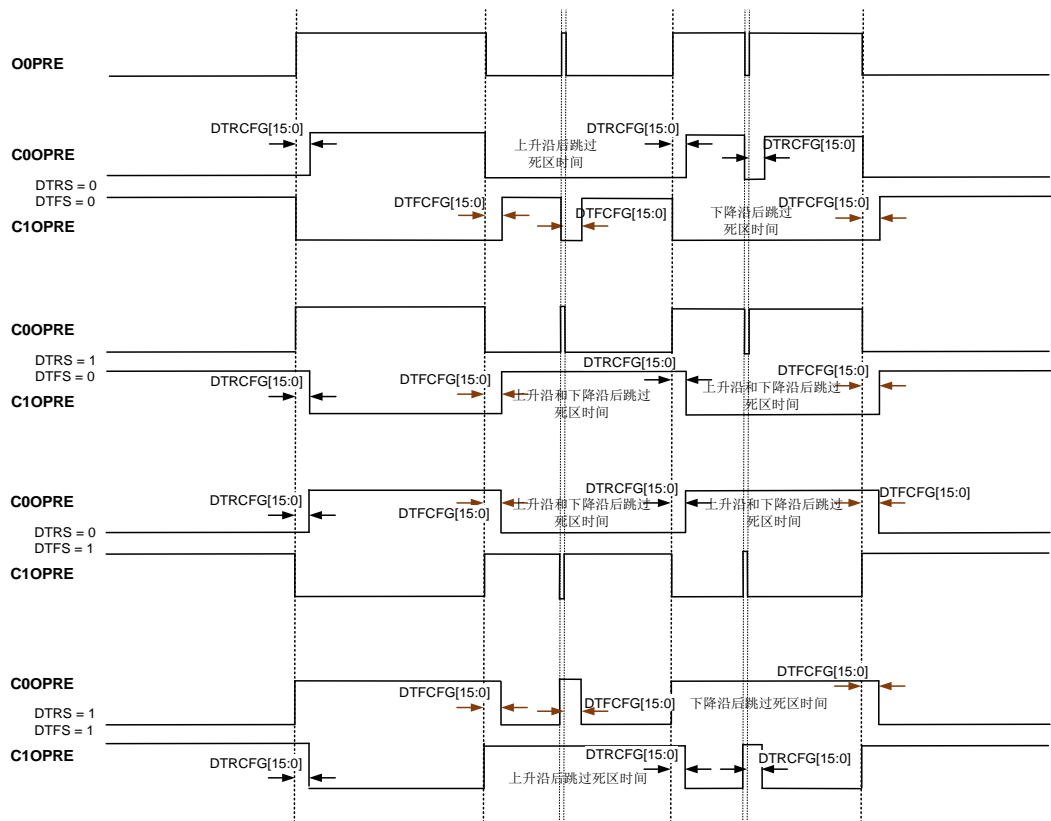 O0PRE
DTRCFG[15:0]
DTRCFG[15:0]
DTRCFG[15:0]
上升沿后跳过
死区时间
C0OPRE
DTRS = 0
DTFS = 0
C1OPRE
DTFCFG[15:0]
DTFCFG[15:0]
下降沿后跳过
死区时间
DTFCFG[15:0]
C0OPRE
DTRS = 1
DTFS = 0
C1OPRE
DTRCFG[15:0]
DTFCFG[15:0]
上升沿和下降沿后跳过
死区时间
DTRCFG[15:0]
DTFCFG[15:0]
上升沿和下降沿后跳过
死区时间
C0OPRE
DTRS = 0
DTFS = 1
C1OPRE
DTRCFG[15:0]
DTFCFG[15:0]
上升沿和下降沿后跳过
死区时间
DTRCFG[15:0]
上升沿和下降沿后跳过
死区时间
DTFCFG[15:0]
C0OPRE
DTRS = 1
DTFS = 1
C1OPRE
DTFCFG[15:0]
DTFCFG[15:0]
下降沿后跳过死区时间
DTFCFG[15:0]
DTRCFG[15:0]
上升沿后跳过死区时间
DTRCFG[15:0]
DTRCFG[15:0]